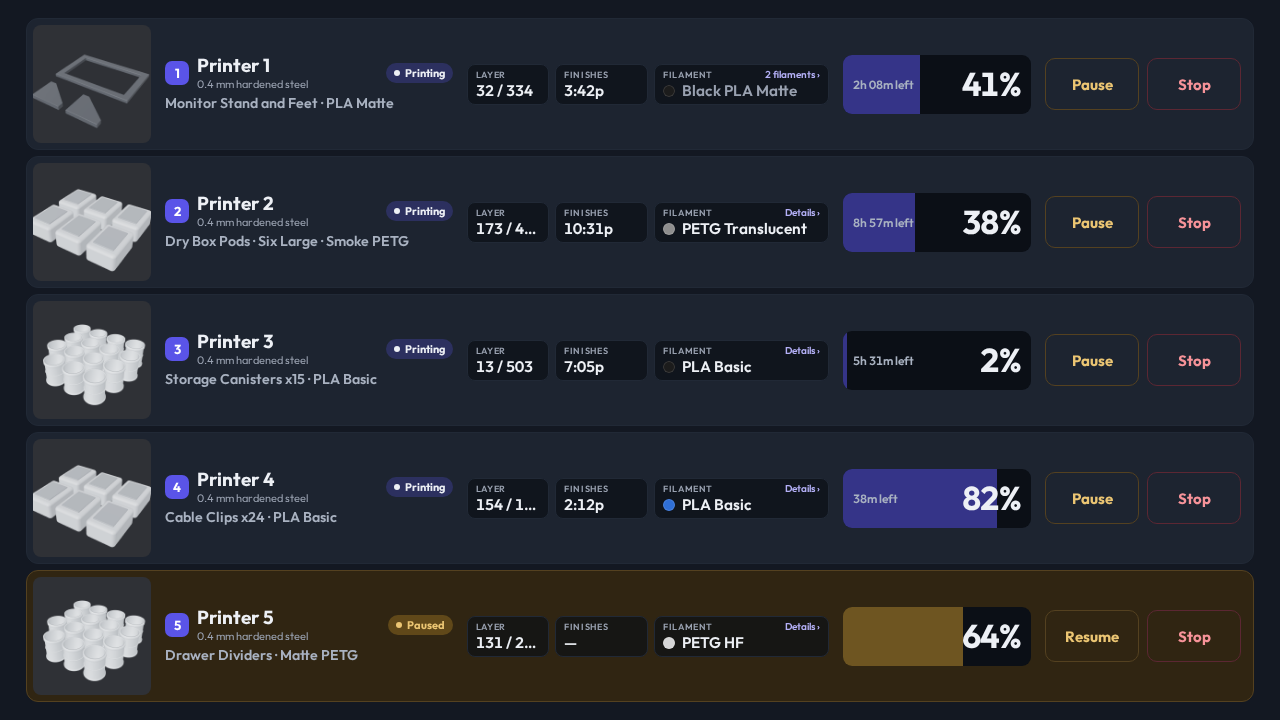 1
Printer 1
0.4 mm hardened steel
Printing
Monitor Stand and Feet · PLA Matte
LAYER
32 / 334
FINISHES
3:42p
FILAMENT
2 filaments ›
Black PLA Matte
2h 08m left
41%
Pause
Stop
2
Printer 2
0.4 mm hardened steel
Printing
Dry Box Pods · Six Large · Smoke PETG
LAYER
173 / 4...
FINISHES
10:31p
FILAMENT
Details ›
PETG Translucent
8h 57m left
38%
Pause
Stop
3
Printer 3
0.4 mm hardened steel
Printing
Storage Canisters x15 · PLA Basic
LAYER
13 / 503
FINISHES
7:05p
FILAMENT
Details ›
PLA Basic
5h 31m left
2%
Pause
Stop
4
Printer 4
0.4 mm hardened steel
Printing
Cable Clips x24 · PLA Basic
LAYER
154 / 1...
FINISHES
2:12p
FILAMENT
Details ›
PLA Basic
38m left
82%
Pause
Stop
5
Printer 5
0.4 mm hardened steel
Paused
Drawer Dividers · Matte PETG
LAYER
131 / 2...
FINISHES
—
FILAMENT
Details ›
PETG HF
64%
Resume
Stop